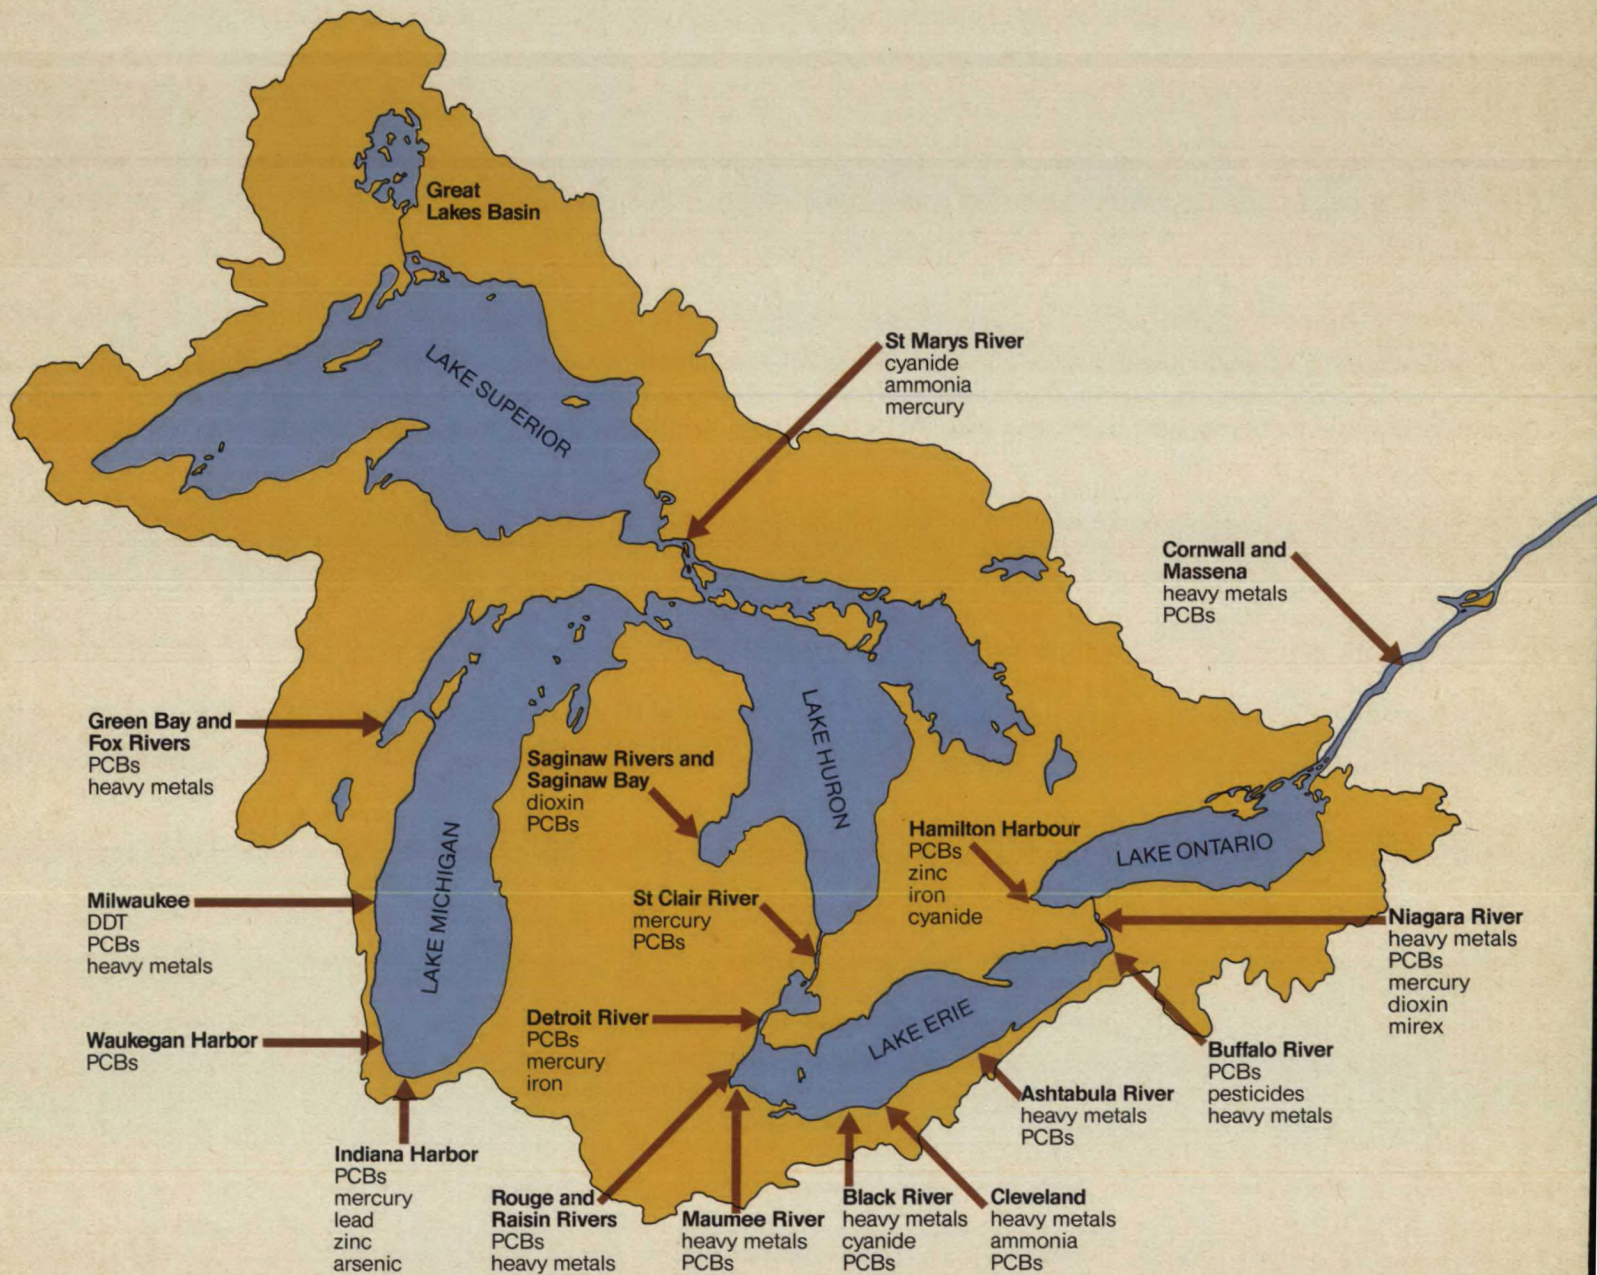 Great
Lakes Basin
LAKE SUPERIOR
St Marys River
cyanide
ammonia
mercury
Cornwall and
Massena
heavy metals
PCBs
Green Bay and
Fox Rivers
PCBs
heavy metals
Saginaw Rivers and
Saginaw Bay
dioxin
PCBs
LAKE HURON
LAKE MICHIGAN
Hamilton Harbour
PCBs
zinc
iron
cyanide
LAKE ONTARIO
Milwaukee
DDT
PCBs
heavy metals
St Clair River
mercury
PCBs
Niagara River
heavy metals
PCBs
mercury
dioxin
mirex
Waukegan Harbor
PCBs
Detroit River
PCBs
mercury
iron
LAKE ERIE
Buffalo River
PCBs
pesticides
heavy metals
Ashtabula River
heavy metals
PCBs
Indiana Harbor
PCBs
mercury
lead
zinc
arsenic
Rouge and
Raisin Rivers
PCBs
heavy metals
Maumee River
heavy metals
PCBs
Black River
heavy metals
cyanide
PCBs
Cleveland
heavy metals
ammonia
PCBs